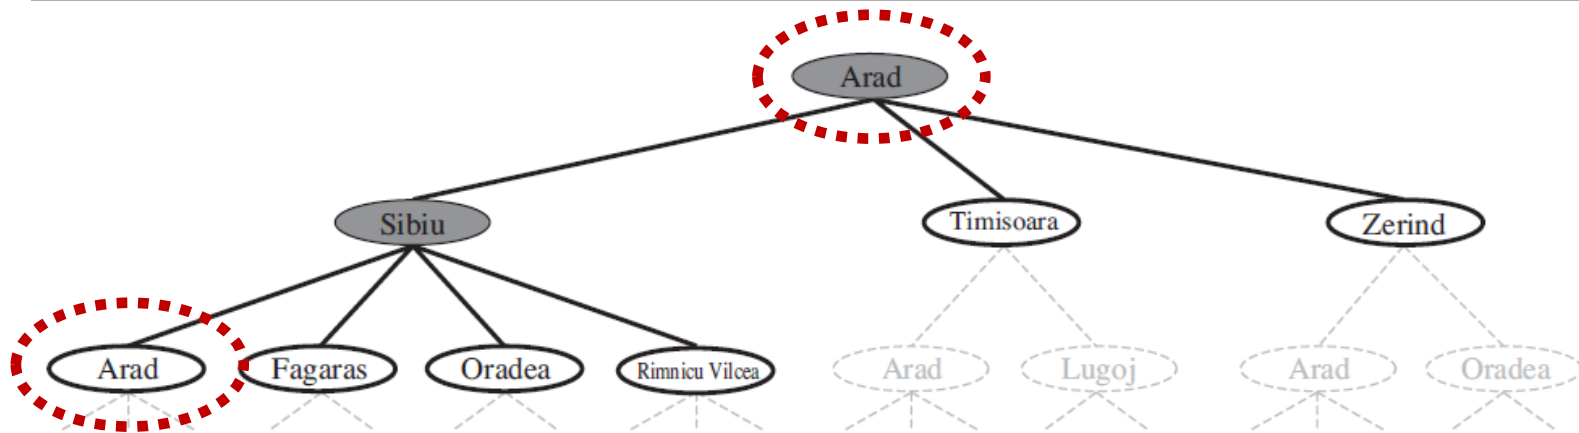 Arad
Sibiu
Timisoara
Zerind
Arad
Fagaras
Oradea
Rimnicu Vilcea
Arad
Lugoj
Arad
Oradea